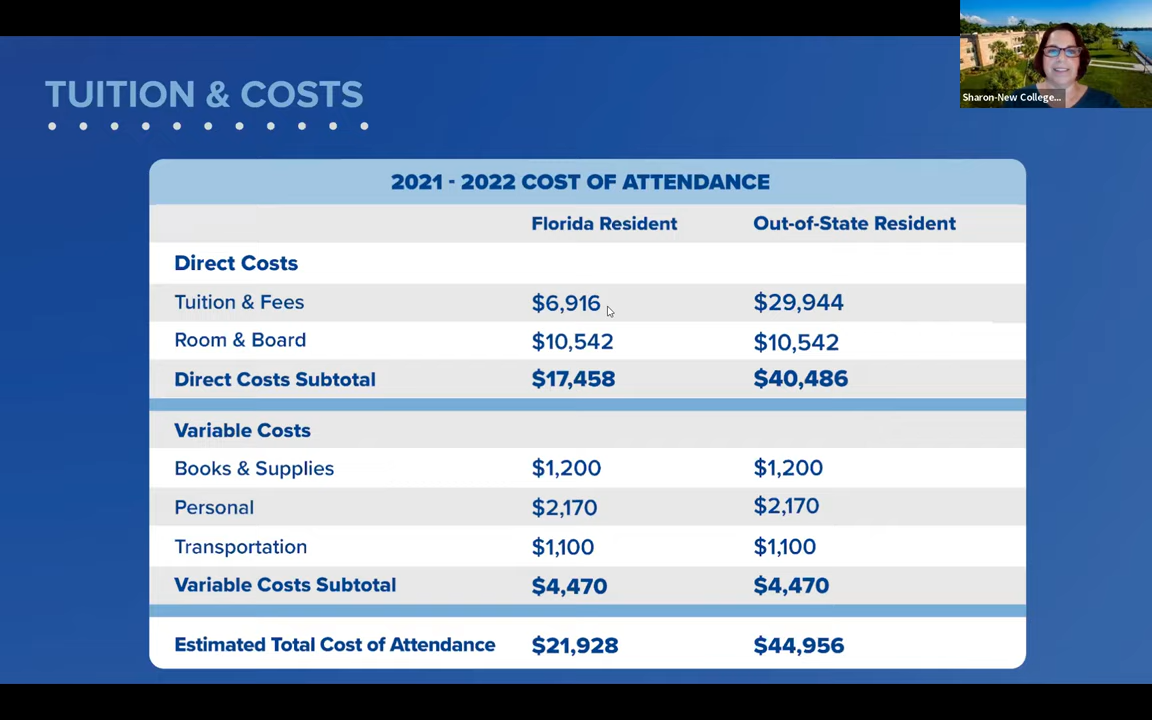 TUITION & COSTS
Sharon-New College...
2021 - 2022 COST OF ATTENDANCE
Florida Resident Out-of-State Resident
Direct Costs
Tuition & Fees $6,916 $29,944
Room & Board $10,542 $10,542
Direct Costs Subtotal $17,458 $40,486
Variable Costs
Books & Supplies $1,200 $1,200
Personal $2,170 $2,170
Transportation $1,100 $1,100
Variable Costs Subtotal $4,470 $4,470
Estimated Total Cost of Attendance $21,928 $44,956